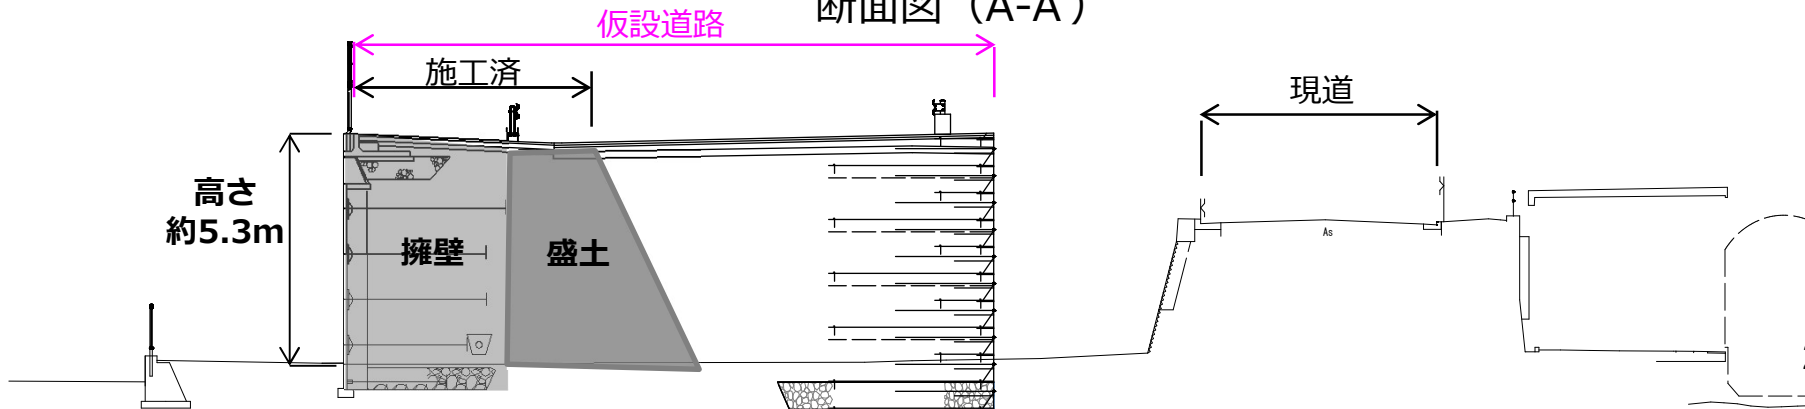 断面図（A-A'）
仮設道路
施工済
現道
高さ
約5.3m
擁壁
盛土
As